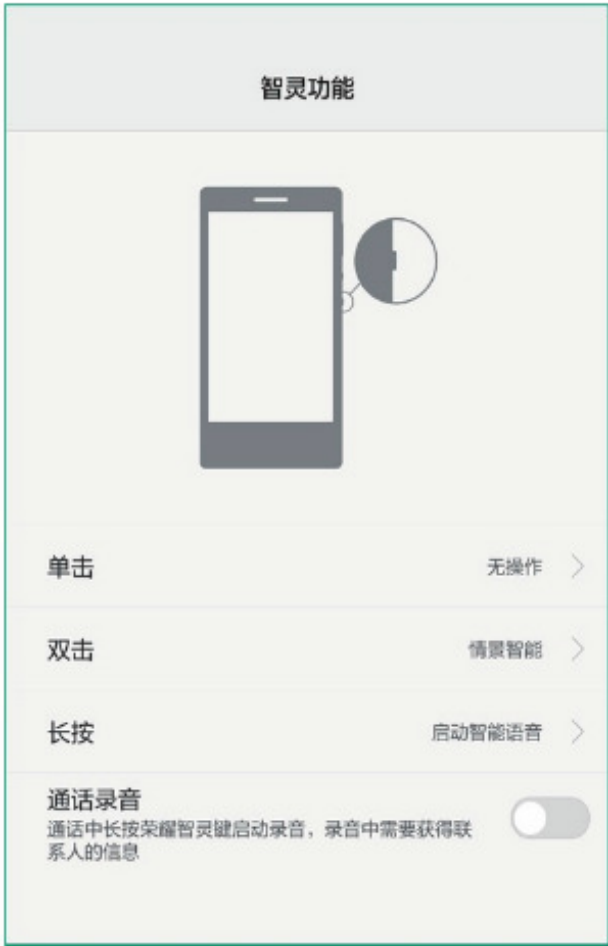 智灵功能
单击
无操作
双击
情景智能
长按
启动智能语音
通话录音
通话中长按荣耀智灵键启动录音，录音中需要获得联
系人的信息